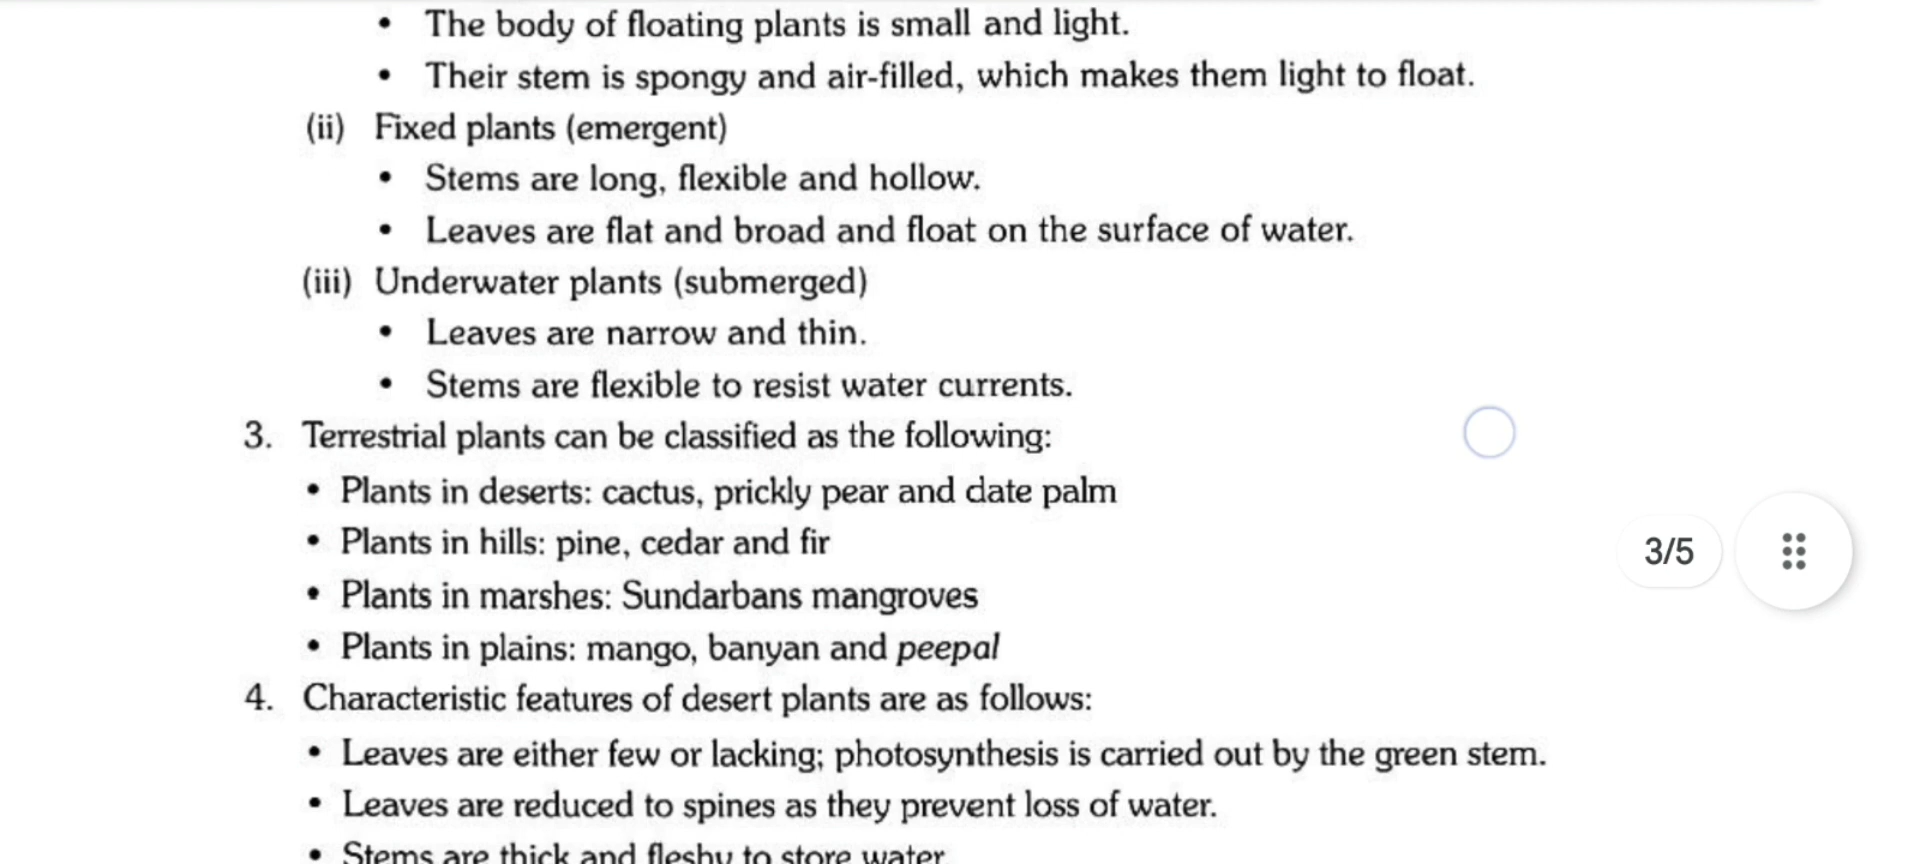 • The body of floating plants is small and light.
• Their stem is spongy and air-filled, which makes them light to float.
(ii) Fixed plants (emergent)
• Stems are long, flexible and hollow.
• Leaves are flat and broad and float on the surface of water.
(iii) Underwater plants (submerged)
• Leaves are narrow and thin.
• Stems are flexible to resist water currents.
3. Terrestrial plants can be classified as the following:
• Plants in deserts: cactus, prickly pear and date palm
• Plants in hills: pine, cedar and fir
3/5
• Plants in marshes: Sundarbans mangroves
• Plants in plains: mango, banyan and peepal
4. Characteristic features of desert plants are as follows:
• Leaves are either few or lacking; photosynthesis is carried out by the green stem.
• Leaves are reduced to spines as they prevent loss of water.
• Stems are thick and fleshy to store water.